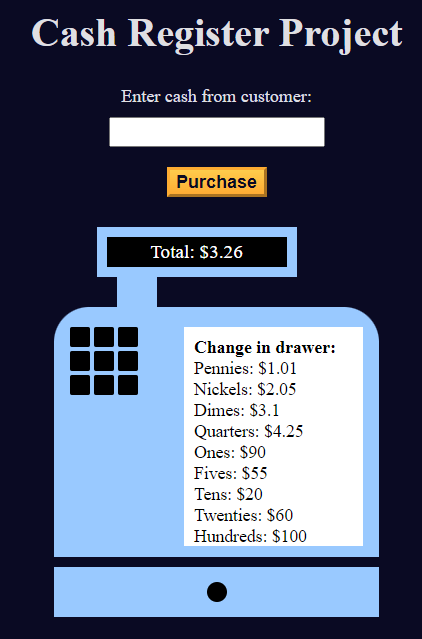 Cash Register Project
Enter cash from customer:
Purchase
Total: $3.26
Change in drawer:
Pennies: $1.01
Nickels: $2.05
Dimes: $3.1
Quarters: $4.25
Ones: $90
Fives: $55
Tens: $20
Twenties: $60
Hundreds: $100